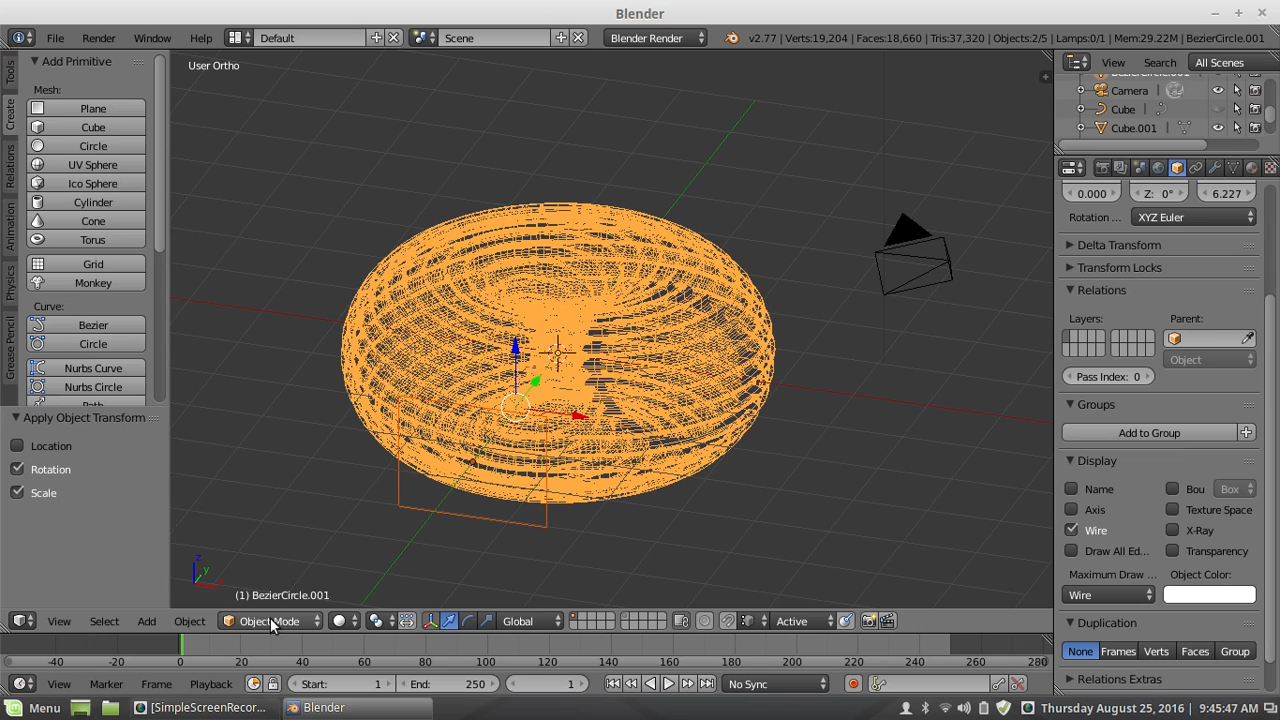 Blender
File Render Window Help Default Scene Blender Render v2.77 | Verts:19,204 | Faces:18,660 | Tris:37,320 | Objects:2/5 | Lamps:0/1 | Mem:29.22M | BezierCircle.001
Tools
Create
Relations
Animation
Physics
Grease Pencil
Add Primitive
Mesh:
Plane
Cube
Circle
UV Sphere
Ico Sphere
Cylinder
Cone
Torus
Grid
Monkey
Curve:
Bezier
Circle
Nurbs Curve
Nurbs Circle
Path
Apply Object Transform
Location
Rotation
Scale
User Ortho
z
y
x
(1) BezierCircle.001
View Select Add Object Object Mode Global Active
-40 -20 0 20 40 60 80 100 120 140 160 180 200 220 240 260 280
View Marker Frame Playback Start: 1 End: 250 1 No Sync
View Search All Scenes
BezierCircle.001
Camera
Cube
Cube.001
0.000 Z: 0° 6.227
Rotation ... XYZ Euler
Delta Transform
Transform Locks
Relations
Layers: Parent:
Object
Pass Index: 0
Groups
Add to Group
Display
Name Bou Box
Axis Texture Space
Wire X-Ray
Draw All Ed... Transparency
Maximum Draw ... Object Color:
Wire
Duplication
None Frames Verts Faces Group
Relations Extras
Menu [SimpleScreenRecor... Blender Thursday August 25, 2016 | 9:45:47 AM